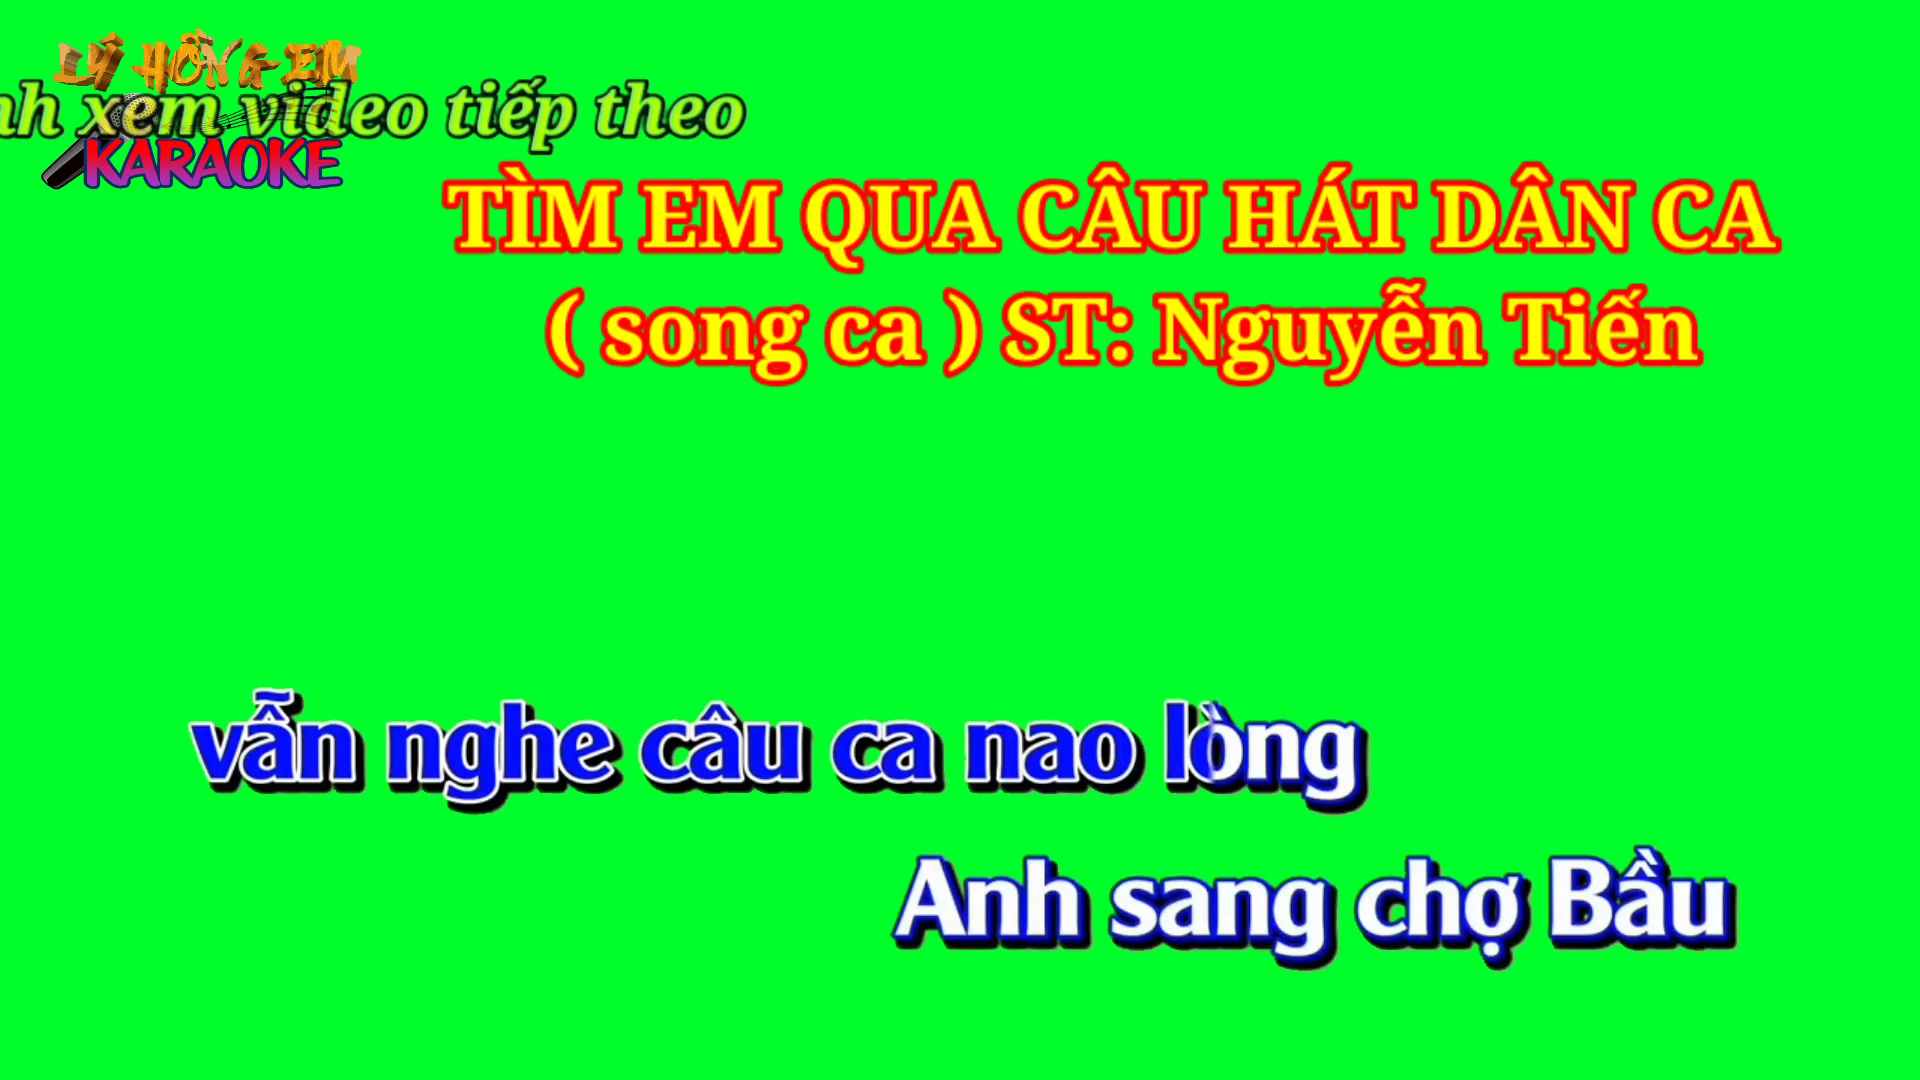 LÝ HỒNG EM
nh xem video tiếp theo
KARAOKE
TÌM EM QUA CÂU HÁT DÂN CA
( song ca ) ST: Nguyễn Tiến
vẫn nghe câu ca nao lòng
Anh sang chợ Bầu